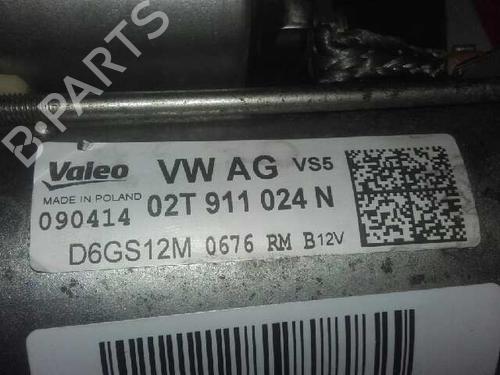 B-PARTS
Valeo VW AG VS5
MADE IN POLAND
090414 02T 911 024 N
D6GS12M 0676 RM B12V